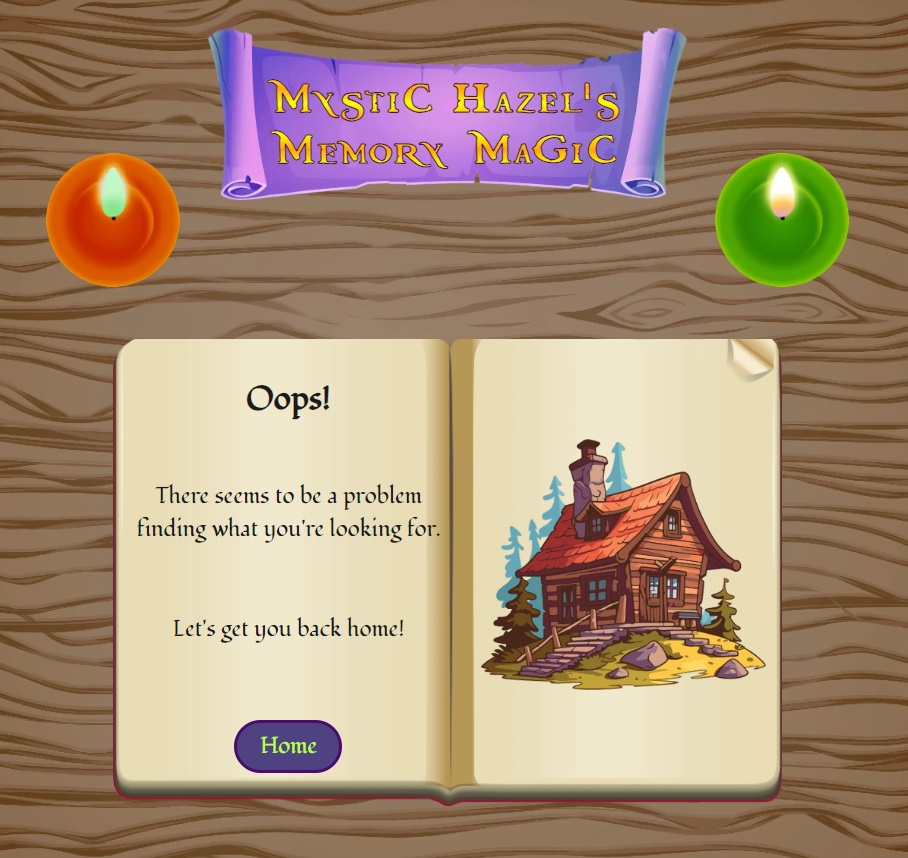 Mystic Hazel's
Memory Magic
Oops!
There seems to be a problem
finding what you're looking for.
Let's get you back home!
Home